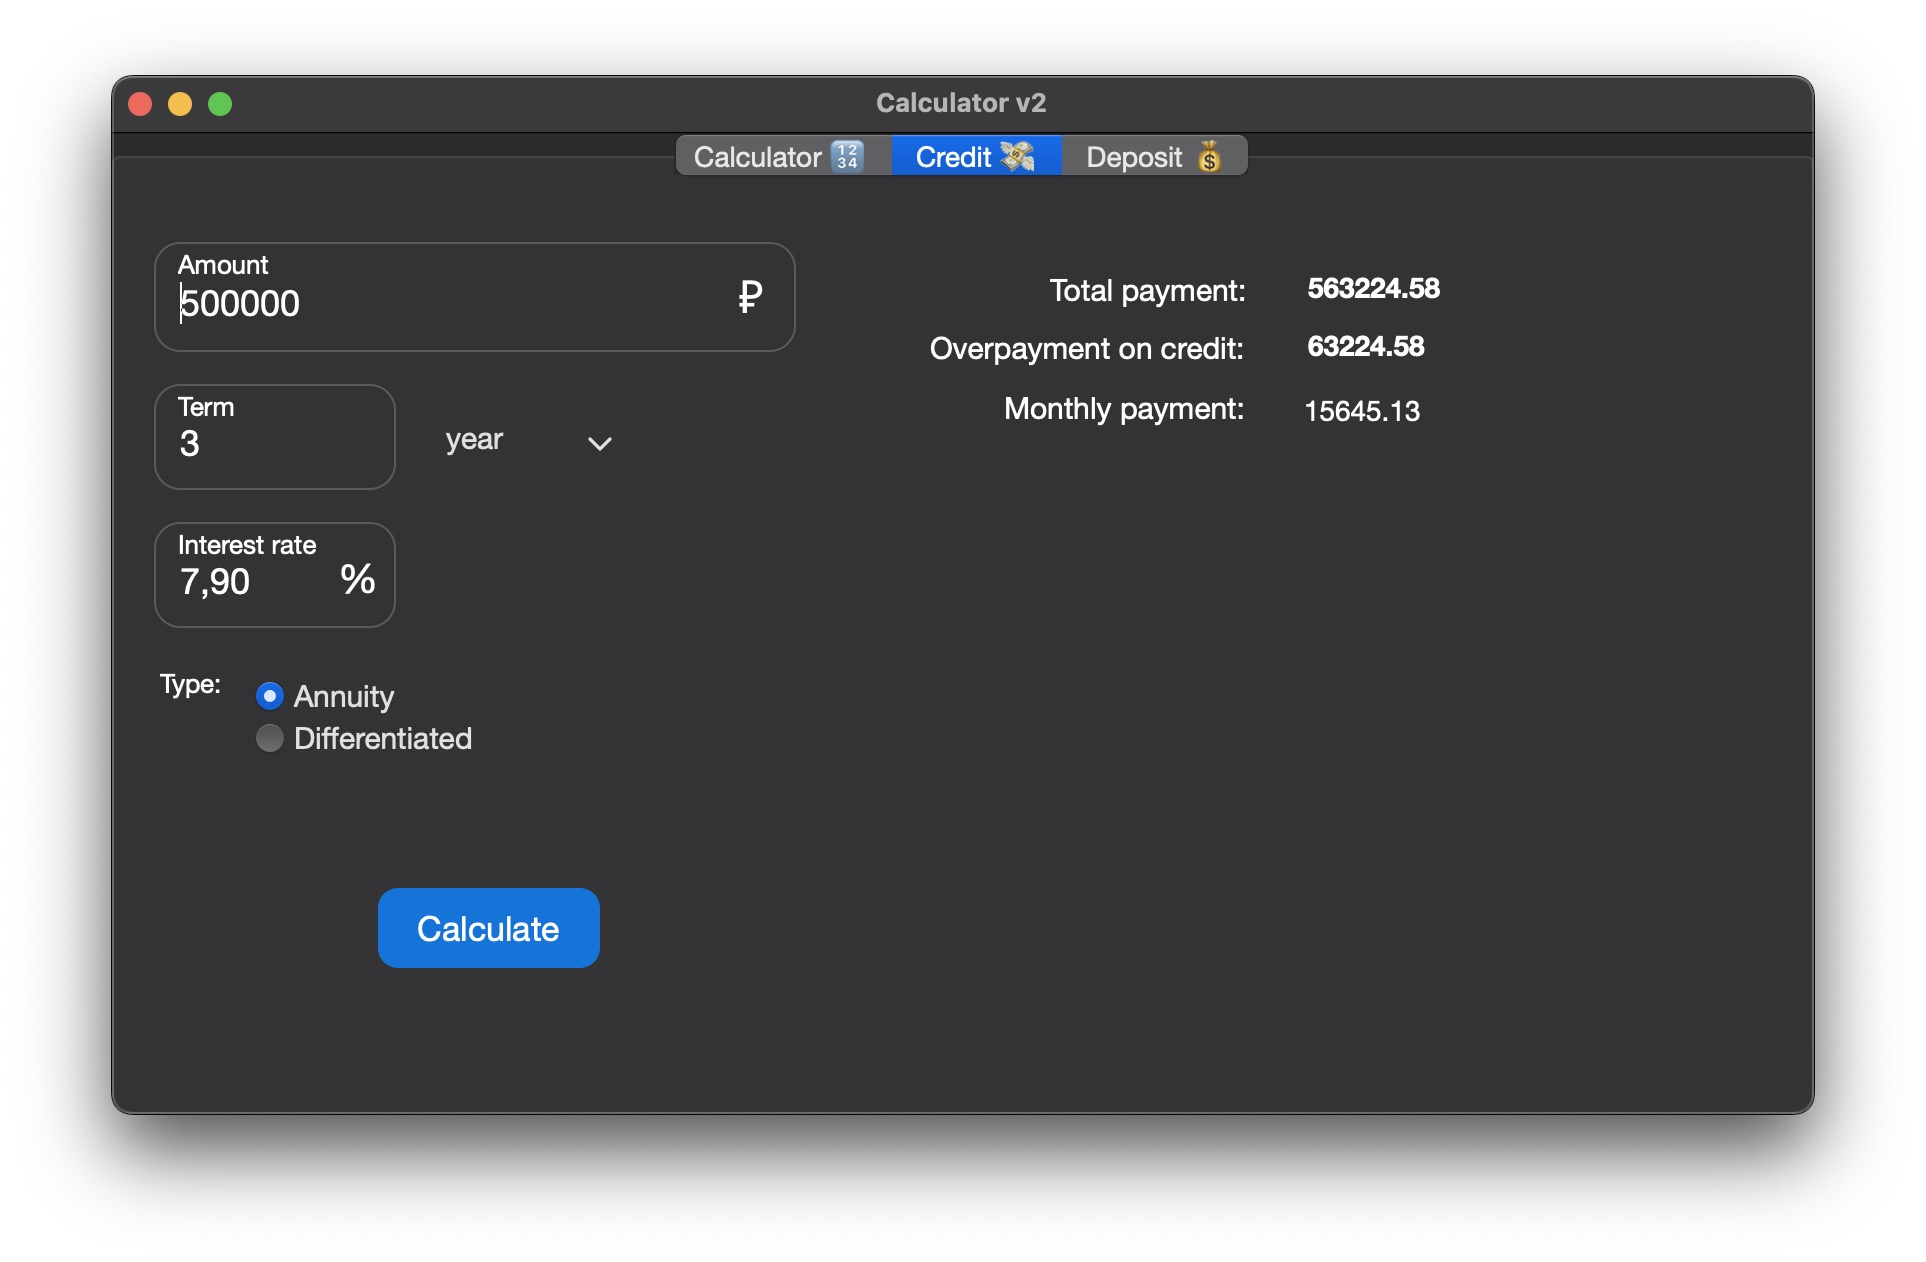 Calculator v2
Calculator 🔢 Credit 💸 Deposit 💰
Amount
500000 ₽
Term
3 year
Interest rate
7,90 %
Type:
Annuity
Differentiated
Calculate
Total payment: 563224.58
Overpayment on credit: 63224.58
Monthly payment: 15645.13